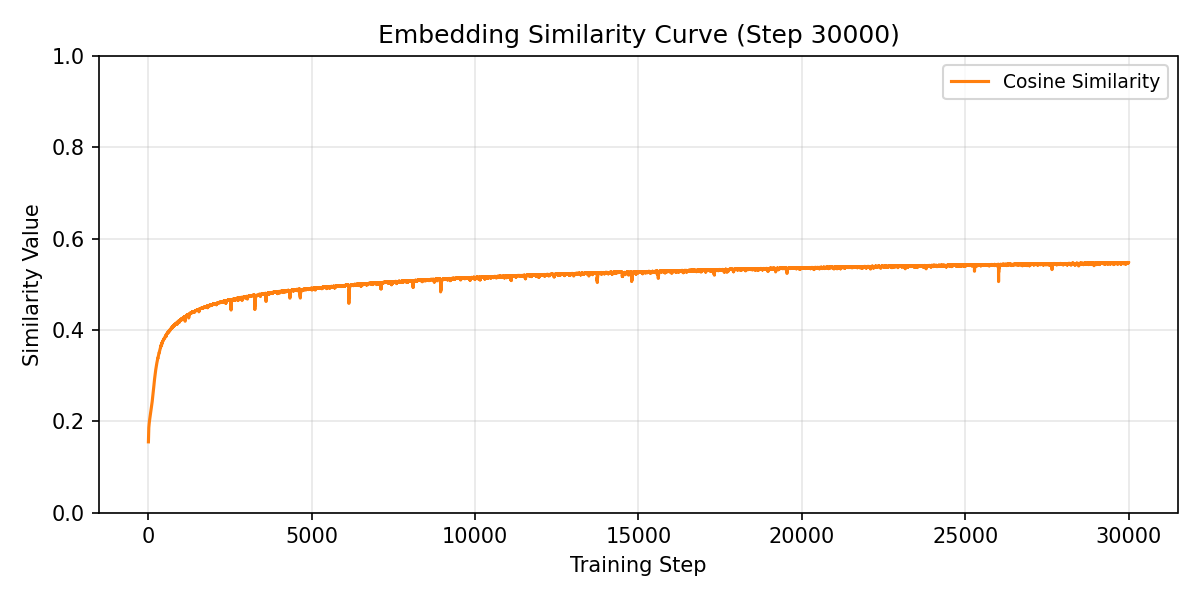 Embedding Similarity Curve (Step 30000)
Cosine Similarity
Similarity Value
1.0
0.8
0.6
0.4
0.2
0.0
0 5000 10000 15000 20000 25000 30000
Training Step